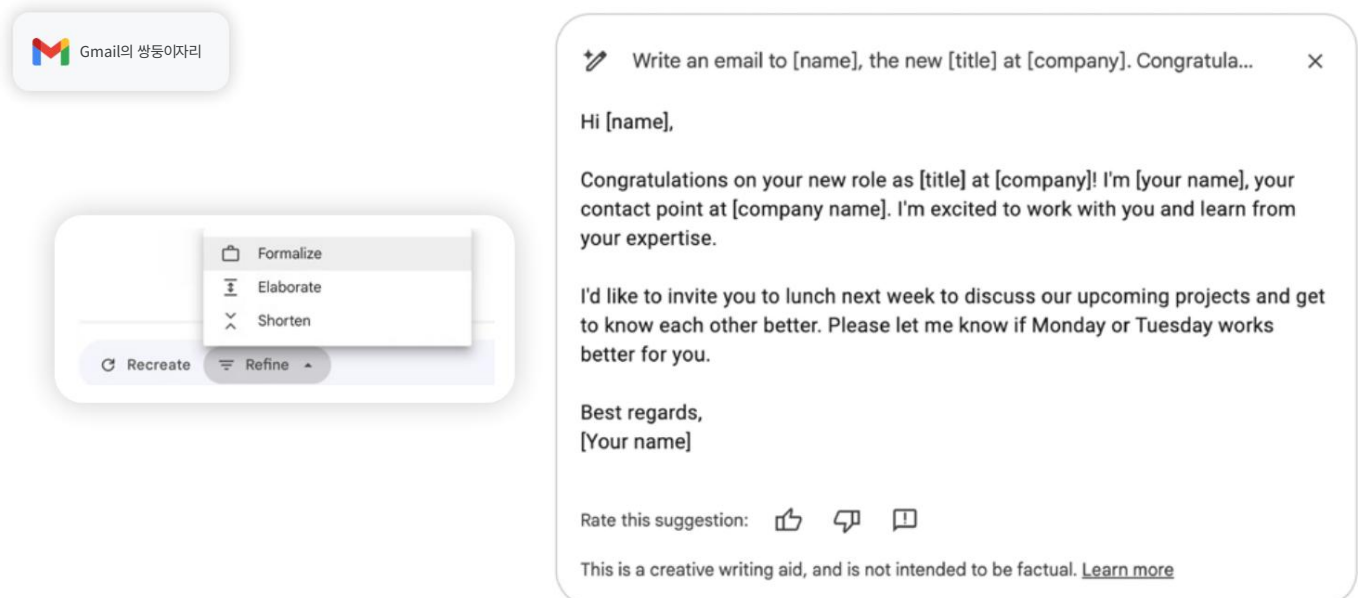 Gmail의 쌍둥이자리
Formalize
Elaborate
Shorten
Recreate
Refine
Write an email to [name], the new [title] at [company]. Congratula...
Hi [name],
Congratulations on your new role as [title] at [company]! I'm [your name], your
contact point at [company name]. I'm excited to work with you and learn from
your expertise.
I'd like to invite you to lunch next week to discuss our upcoming projects and get
to know each other better. Please let me know if Monday or Tuesday works
better for you.
Best regards,
[Your name]
Rate this suggestion:
This is a creative writing aid, and is not intended to be factual. Learn more